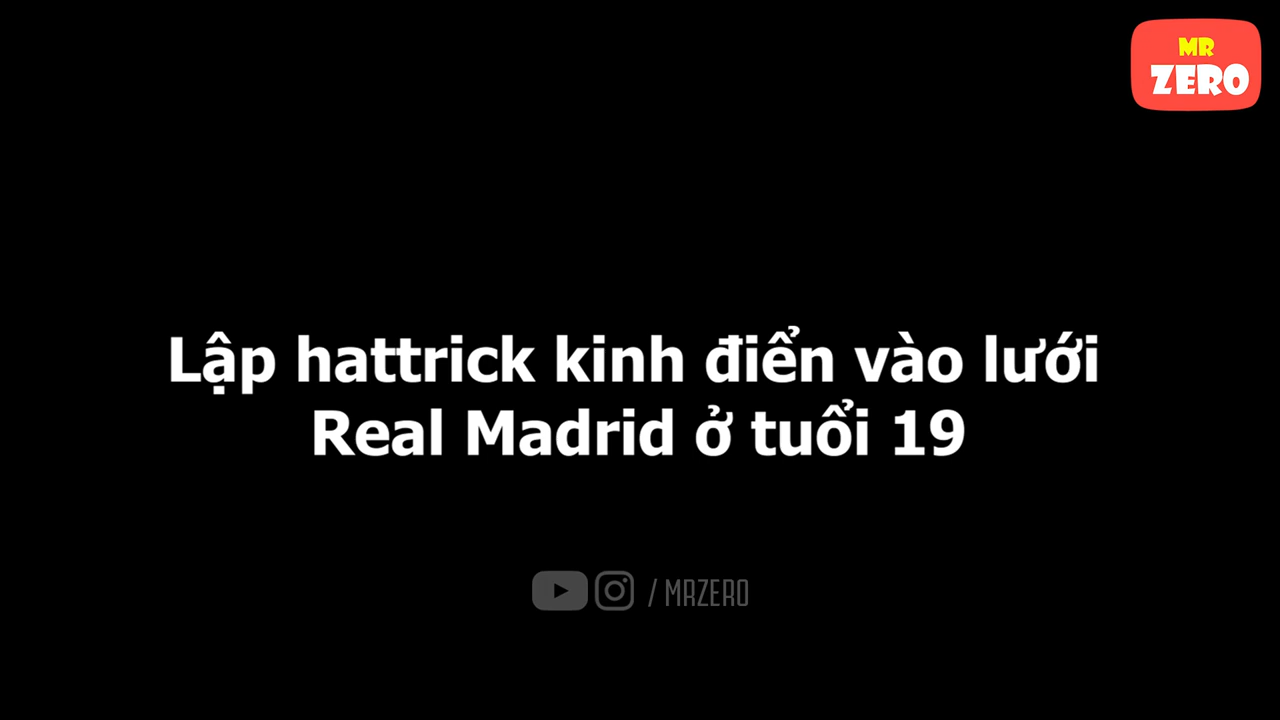 MR
ZERO
Lập hattrick kinh điển vào lưới
Real Madrid ở tuổi 19
/ MRZERO